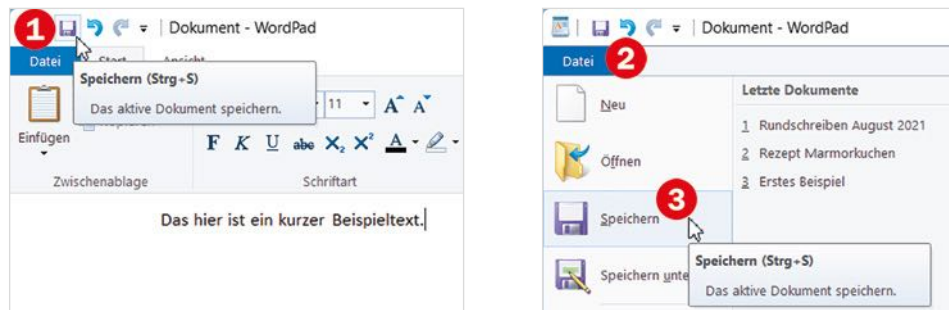 1
Dokument - WordPad
Datei Start Ansicht
Speichern (Strg+S)
Das aktive Dokument speichern.
11 A A
Einfügen
F K U abc X₂ X² A
Zwischenablage Schriftart
Das hier ist ein kurzer Beispieltext.
Dokument - WordPad
Datei 2
Neu
Öffnen
Speichern 3
Speichern unte
Letzte Dokumente
1 Rundschreiben August 2021
2 Rezept Marmorkuchen
3 Erstes Beispiel
Speichern (Strg+S)
Das aktive Dokument speichern.